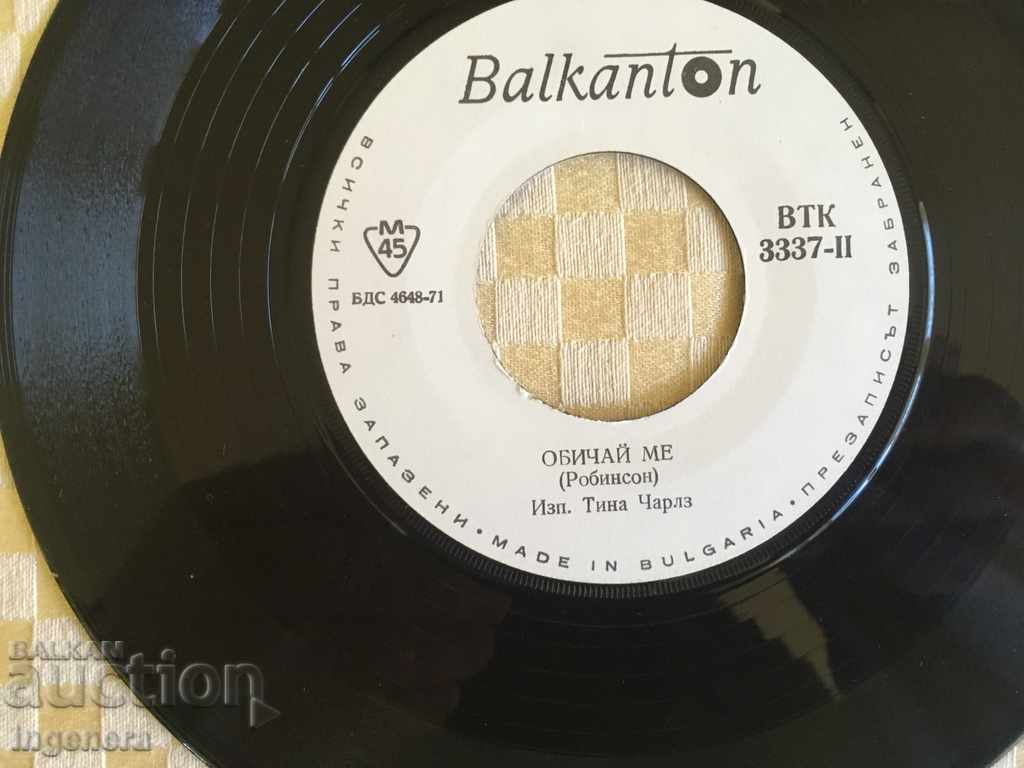 Balkanton
ВСИЧКИ ПРАВА ЗАПАЗЕНИ • MADE IN BULGARIA • ПРЕЗАПИСЪТ ЗАБРАНЕН
М
45
БДС 4648-71
ВТК
3337-II
ОБИЧАЙ МЕ
(Робинсон)
Изп. Тина Чарлз
BALKAN
auction
ingenera